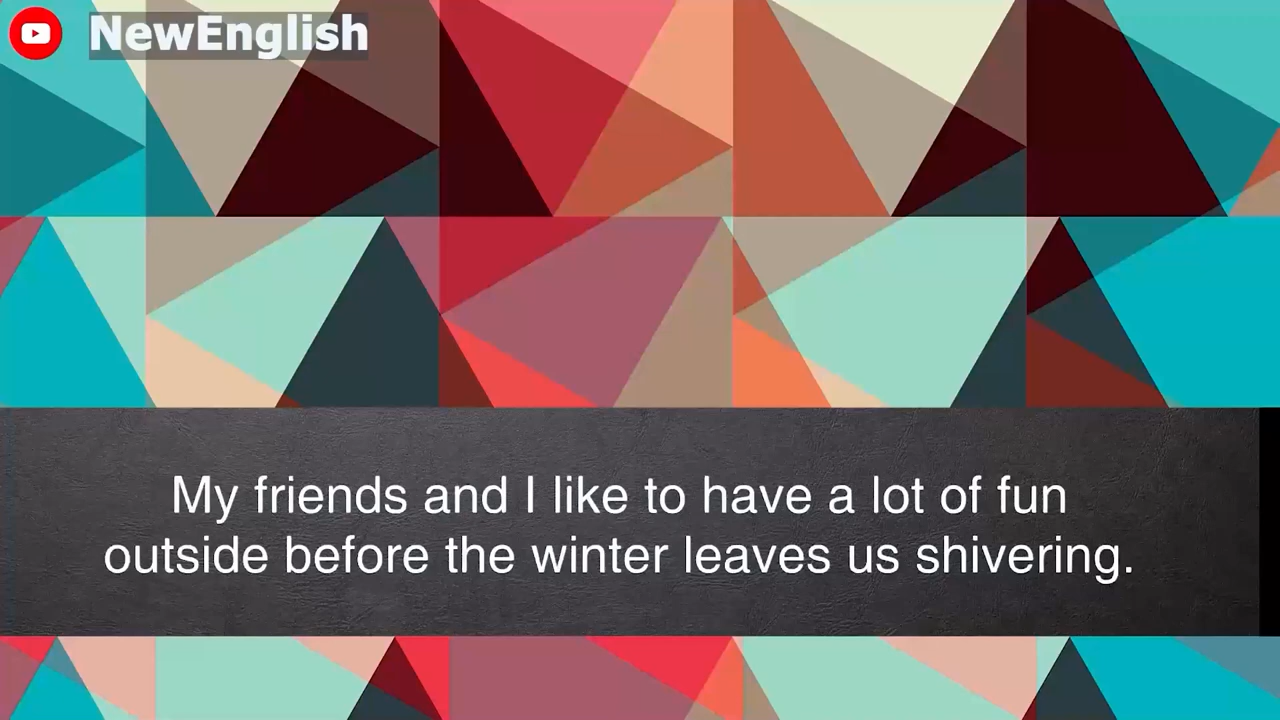 NewEnglish
My friends and I like to have a lot of fun
outside before the winter leaves us shivering.